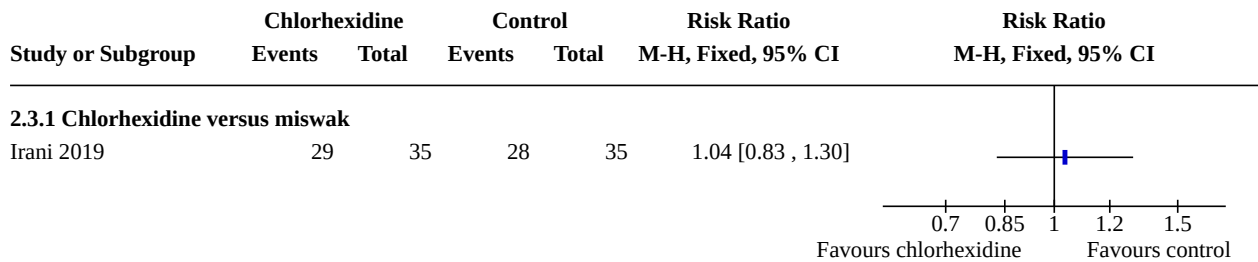 Chlorhexidine Control Risk Ratio Risk Ratio
Study or Subgroup Events Total Events Total M-H, Fixed, 95% CI M-H, Fixed, 95% CI
2.3.1 Chlorhexidine versus miswak
Irani 2019 29 35 28 35 1.04 [0.83 , 1.30]
0.7 0.85 1 1.2 1.5
Favours chlorhexidine Favours control